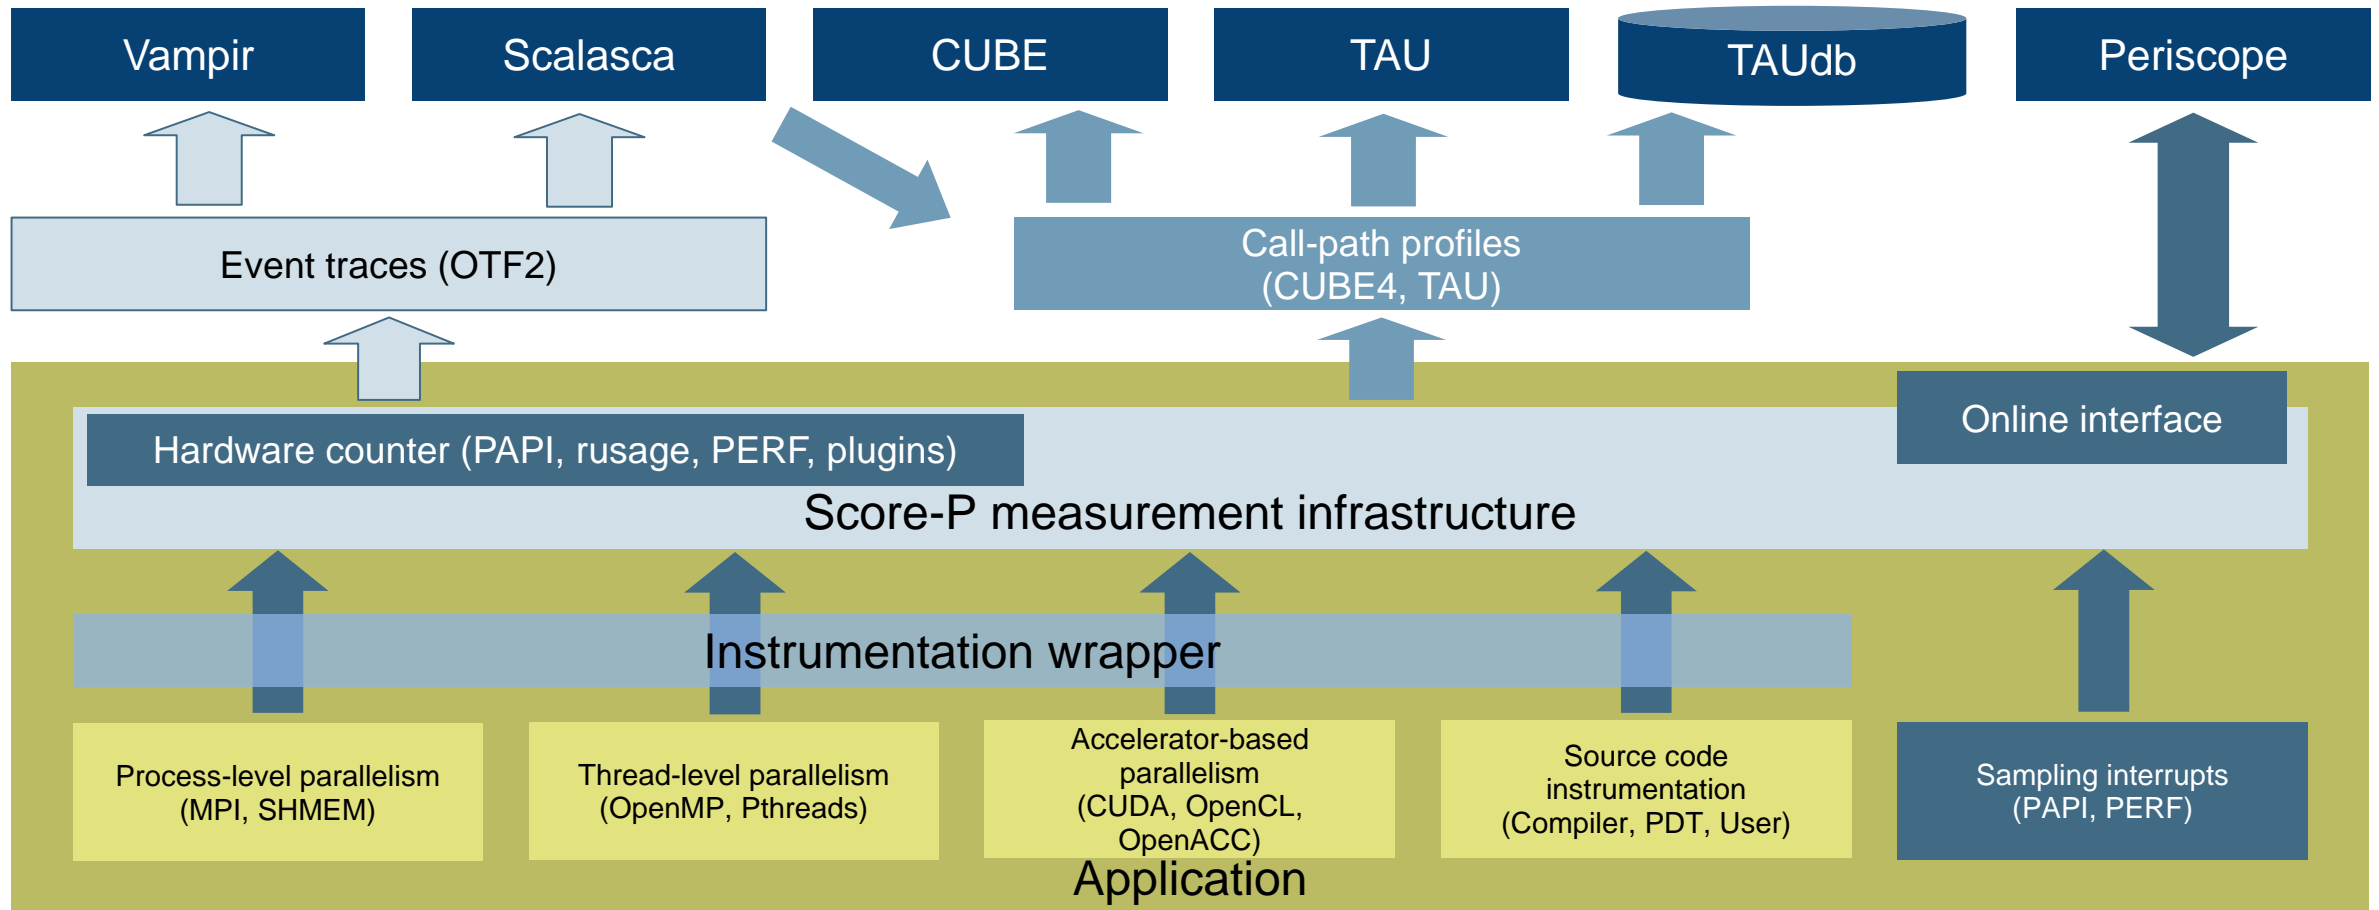 Vampir
Scalasca
CUBE
TAU
TAUdb
Periscope
Event traces (OTF2)
Call-path profiles
(CUBE4, TAU)
Online interface
Hardware counter (PAPI, rusage, PERF, plugins)
Score-P measurement infrastructure
Instrumentation wrapper
Process-level parallelism
(MPI, SHMEM)
Thread-level parallelism
(OpenMP, Pthreads)
Accelerator-based
parallelism
(CUDA, OpenCL,
OpenACC)
Source code
instrumentation
(Compiler, PDT, User)
Sampling interrupts
(PAPI, PERF)
Application